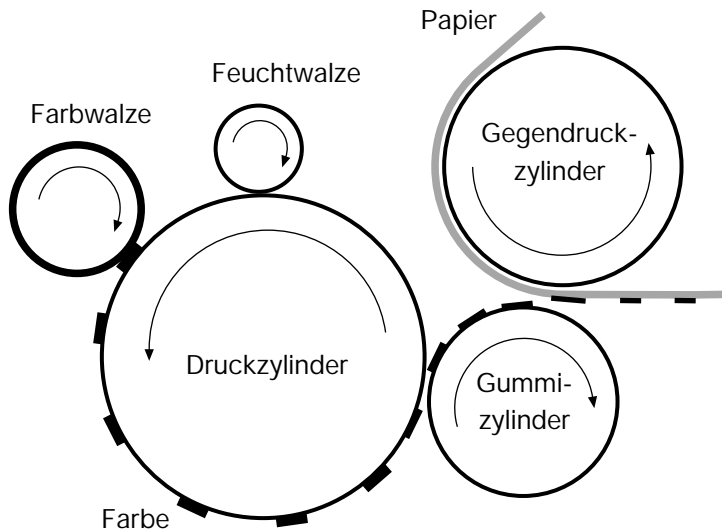 Papier
Feuchtwalze
Farbwalze
Gegendruck-
zylinder
Druckzylinder
Gummi-
zylinder
Farbe